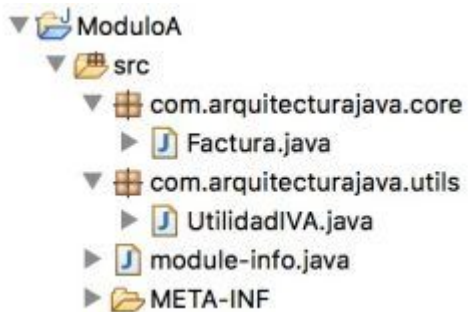 ModuloA
src
com.arquitecturajava.core
Factura.java
com.arquitecturajava.utils
UtilidadIVA.java
module-info.java
META-INF